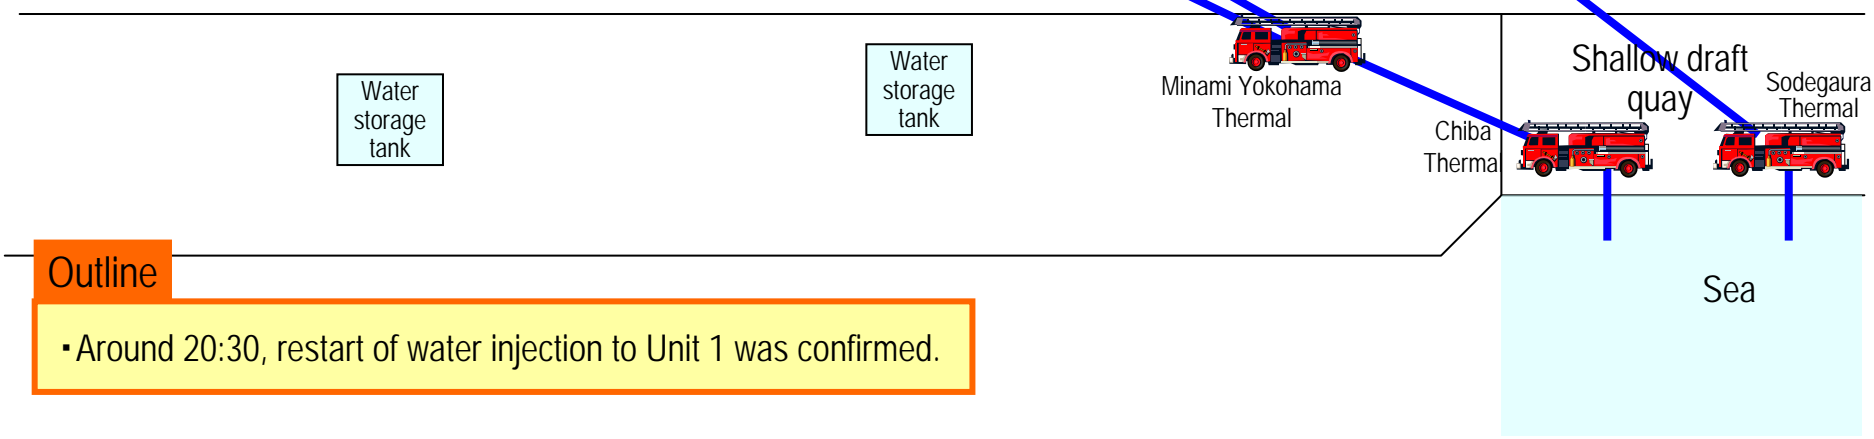 Water
storage
tank
Water
storage
tank
Minami Yokohama
Thermal
Shallow draft
quay
Sodegaura
Thermal
Chiba
Thermal
Outline
▪Around 20:30, restart of water injection to Unit 1 was confirmed.
Sea